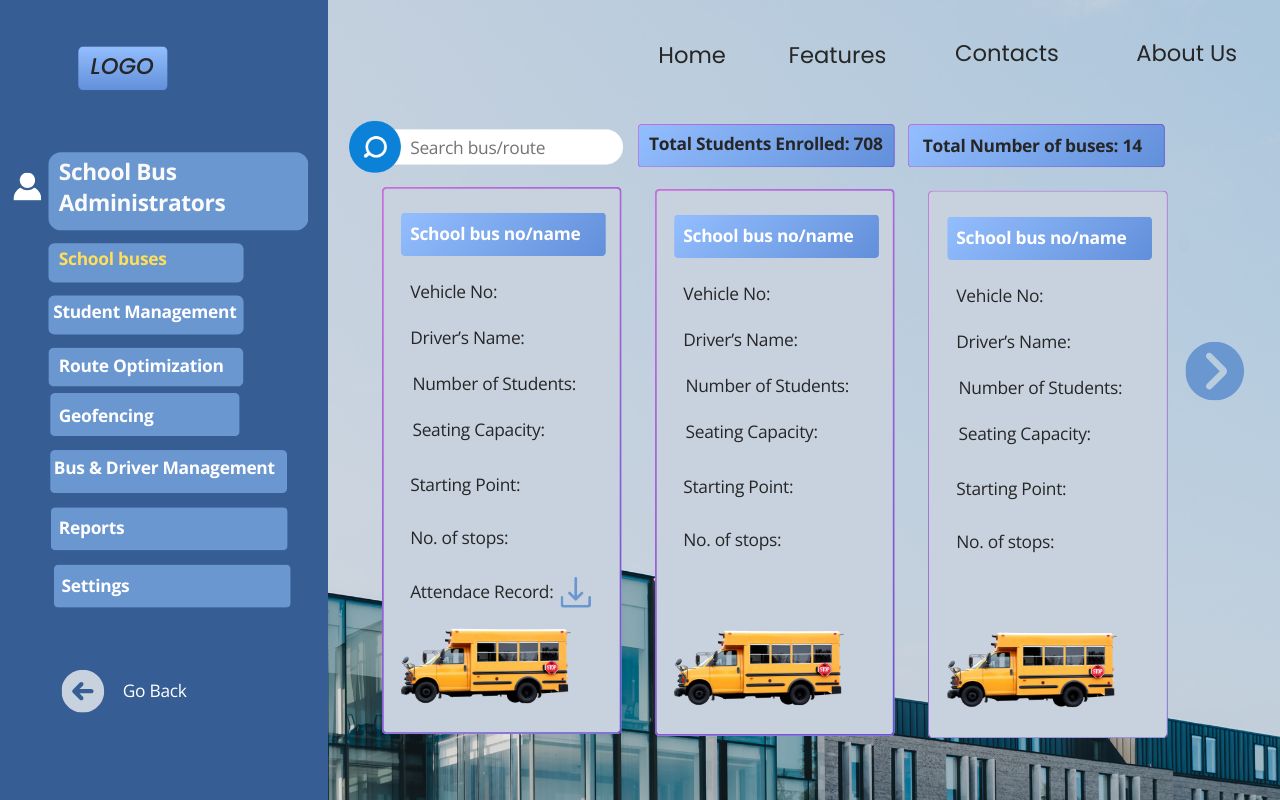 LOGO
Home
Features
Contacts
About Us
Search bus/route
Total Students Enrolled: 708
Total Number of buses: 14
School Bus
Administrators
School buses
Student Management
Route Optimization
Geofencing
Bus & Driver Management
Reports
Settings
Go Back
School bus no/name
Vehicle No:
Driver's Name:
Number of Students:
Seating Capacity:
Starting Point:
No. of stops:
Attendace Record:
STOP
School bus no/name
Vehicle No:
Driver's Name:
Number of Students:
Seating Capacity:
Starting Point:
No. of stops:
STOP
School bus no/name
Vehicle No:
Driver's Name:
Number of Students:
Seating Capacity:
Starting Point:
No. of stops:
STOP